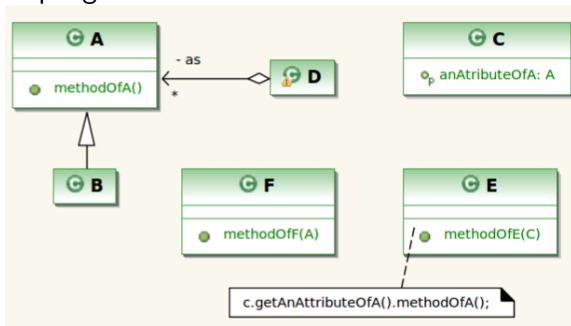 A
methodOfA()
- as
*
D
C
anAtributeOfA: A
B
F
methodOfF(A)
E
methodOfE(C)
c.getAnAttributeOfA().methodOfA();